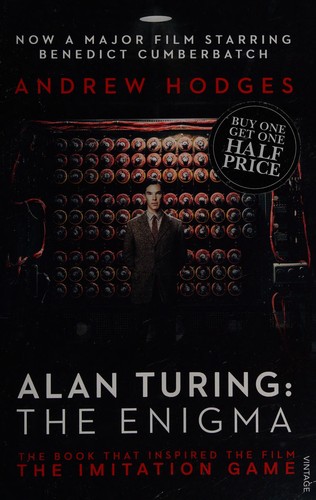 NOW A MAJOR FILM STARRING
BENEDICT CUMBERBATCH
ANDREW HODGES
BUY ONE
GET ONE
HALF
PRICE
ALAN TURING:
THE ENIGMA
THE BOOK THAT INSPIRED THE FILM
THE IMITATION GAME
VINTAGE